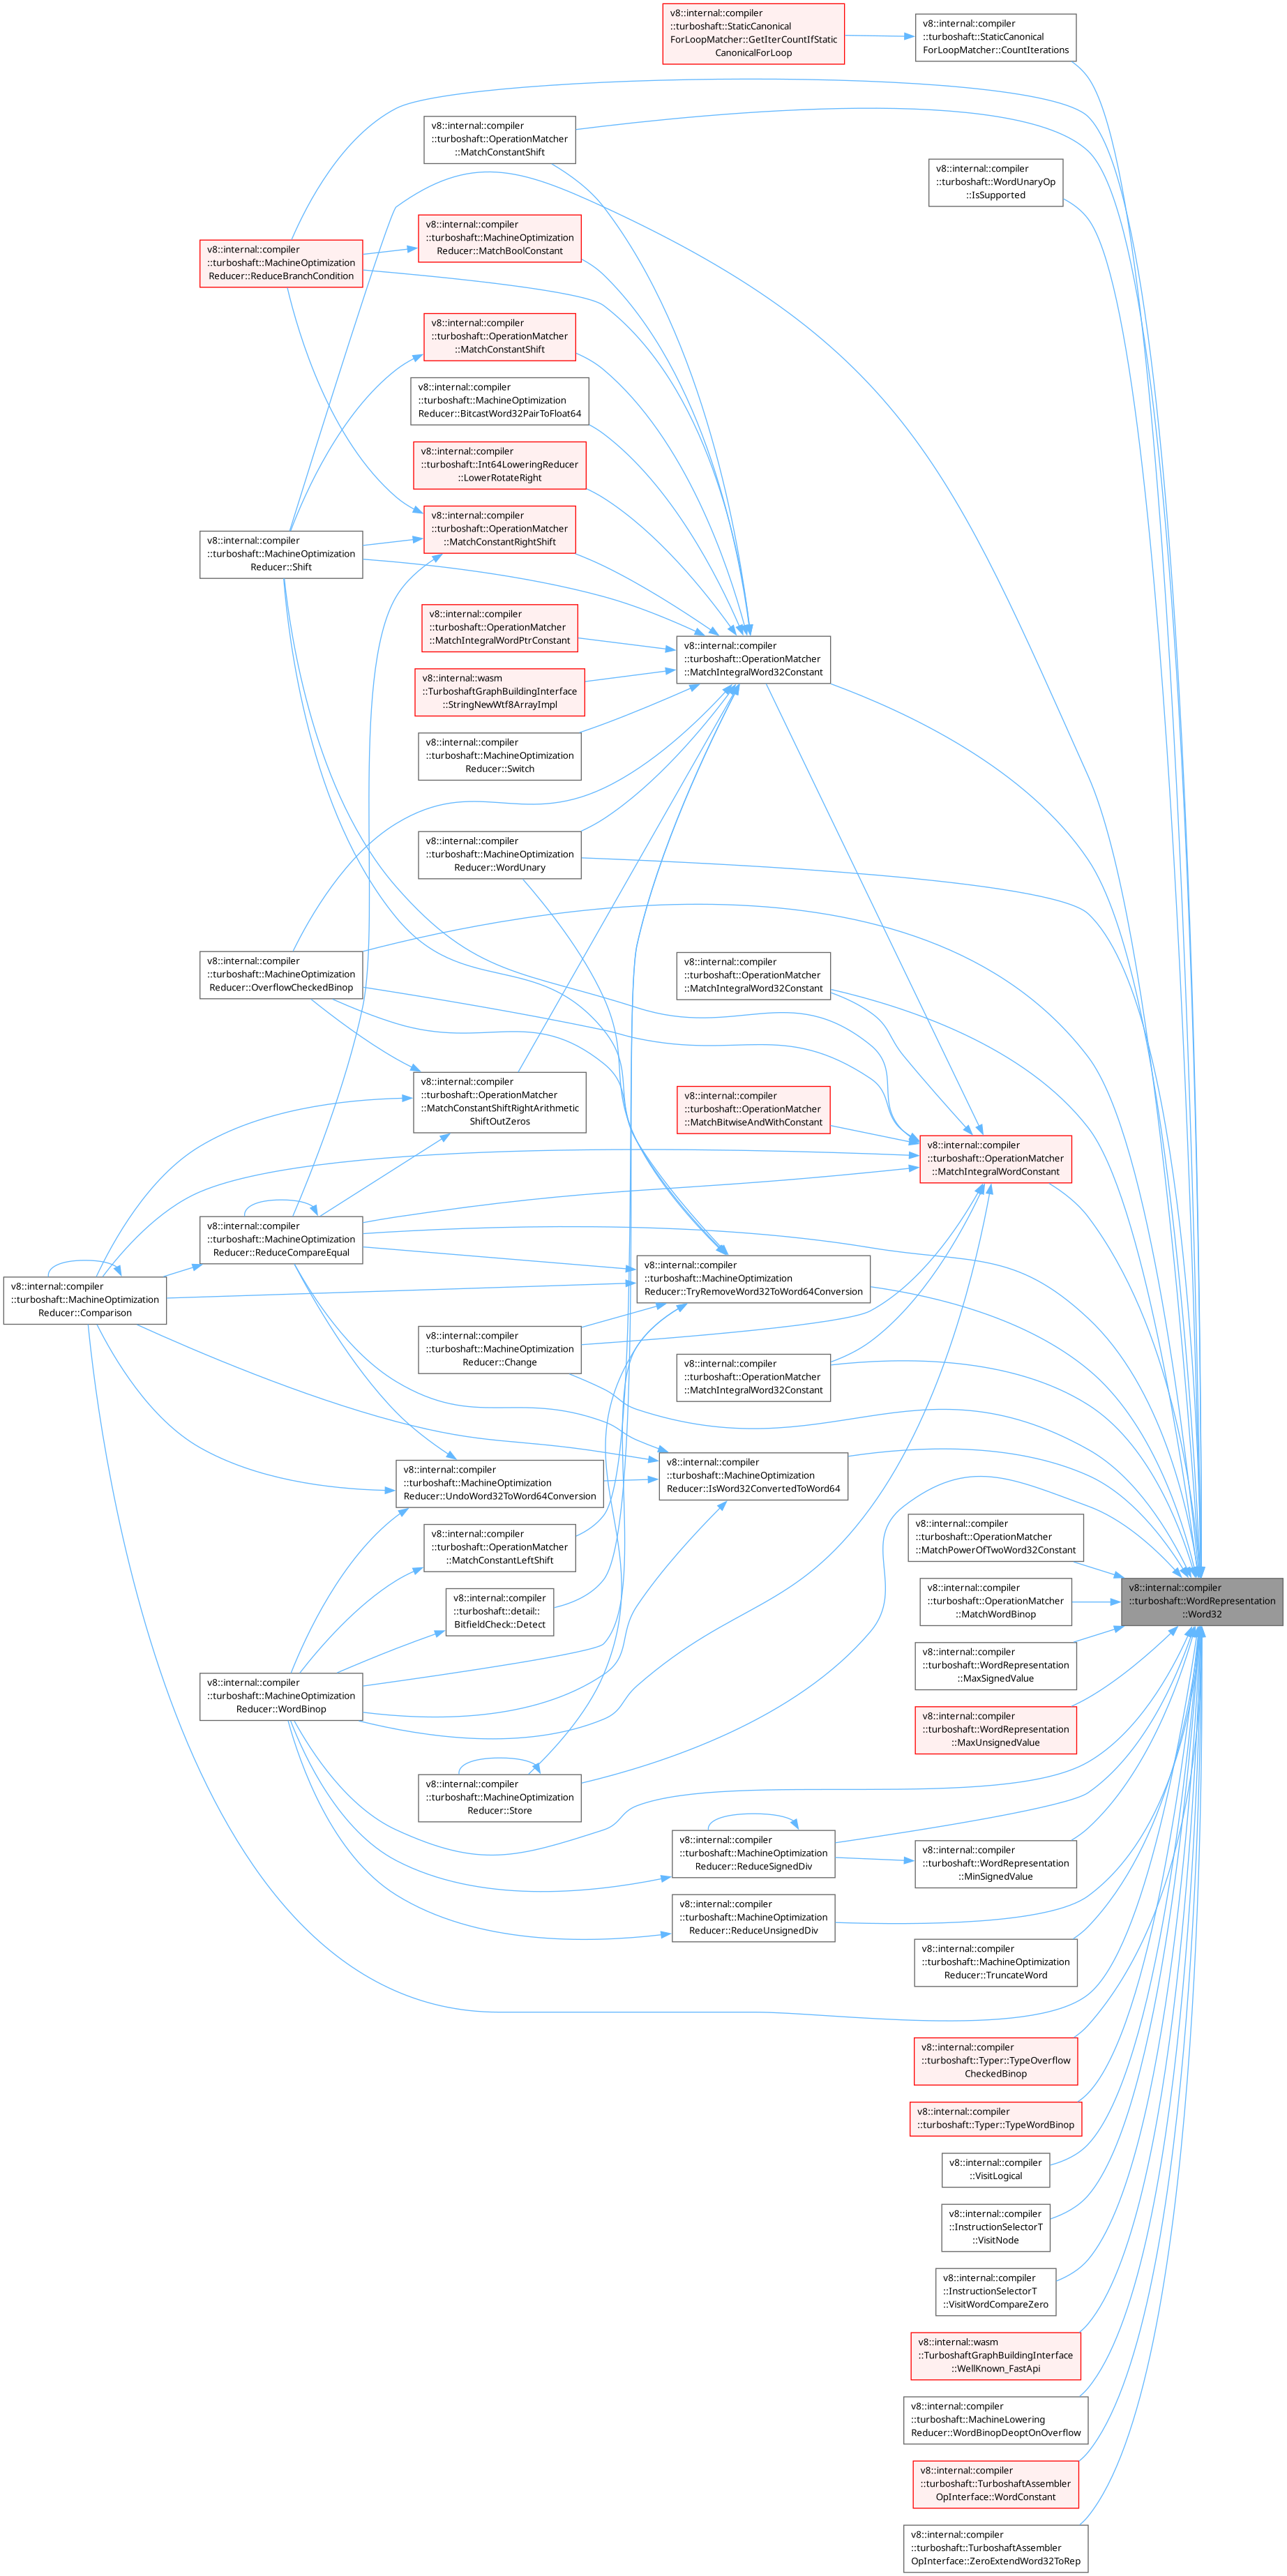 v8::internal::compiler
::turboshaft::StaticCanonical
ForLoopMatcher::GetIterCountIfStatic
CanonicalForLoop
v8::internal::compiler
::turboshaft::StaticCanonical
ForLoopMatcher::CountIterations
v8::internal::compiler
::turboshaft::OperationMatcher
::MatchConstantShift
v8::internal::compiler
::turboshaft::WordUnaryOp
::IsSupported
v8::internal::compiler
::turboshaft::MachineOptimization
Reducer::MatchBoolConstant
v8::internal::compiler
::turboshaft::MachineOptimization
Reducer::ReduceBranchCondition
v8::internal::compiler
::turboshaft::OperationMatcher
::MatchConstantShift
v8::internal::compiler
::turboshaft::MachineOptimization
Reducer::BitcastWord32PairToFloat64
v8::internal::compiler
::turboshaft::Int64LoweringReducer
::LowerRotateRight
v8::internal::compiler
::turboshaft::OperationMatcher
::MatchConstantRightShift
v8::internal::compiler
::turboshaft::MachineOptimization
Reducer::Shift
v8::internal::compiler
::turboshaft::OperationMatcher
::MatchIntegralWordPtrConstant
v8::internal::compiler
::turboshaft::OperationMatcher
::MatchIntegralWord32Constant
v8::internal::wasm
::TurboshaftGraphBuildingInterface
::StringNewWtf8ArrayImpl
v8::internal::compiler
::turboshaft::MachineOptimization
Reducer::Switch
v8::internal::compiler
::turboshaft::MachineOptimization
Reducer::WordUnary
v8::internal::compiler
::turboshaft::MachineOptimization
Reducer::OverflowCheckedBinop
v8::internal::compiler
::turboshaft::OperationMatcher
::MatchIntegralWord32Constant
v8::internal::compiler
::turboshaft::OperationMatcher
::MatchConstantShiftRightArithmetic
ShiftOutZeros
v8::internal::compiler
::turboshaft::OperationMatcher
::MatchBitwiseAndWithConstant
v8::internal::compiler
::turboshaft::OperationMatcher
::MatchIntegralWordConstant
v8::internal::compiler
::turboshaft::MachineOptimization
Reducer::ReduceCompareEqual
v8::internal::compiler
::turboshaft::MachineOptimization
Reducer::TryRemoveWord32ToWord64Conversion
v8::internal::compiler
::turboshaft::MachineOptimization
Reducer::Comparison
v8::internal::compiler
::turboshaft::MachineOptimization
Reducer::Change
v8::internal::compiler
::turboshaft::OperationMatcher
::MatchIntegralWord32Constant
v8::internal::compiler
::turboshaft::MachineOptimization
Reducer::UndoWord32ToWord64Conversion
v8::internal::compiler
::turboshaft::MachineOptimization
Reducer::IsWord32ConvertedToWord64
v8::internal::compiler
::turboshaft::OperationMatcher
::MatchConstantLeftShift
v8::internal::compiler
::turboshaft::OperationMatcher
::MatchPowerOfTwoWord32Constant
v8::internal::compiler
::turboshaft::detail::
BitfieldCheck::Detect
v8::internal::compiler
::turboshaft::OperationMatcher
::MatchWordBinop
v8::internal::compiler
::turboshaft::WordRepresentation
::Word32
v8::internal::compiler
::turboshaft::WordRepresentation
::MaxSignedValue
v8::internal::compiler
::turboshaft::MachineOptimization
Reducer::WordBinop
v8::internal::compiler
::turboshaft::WordRepresentation
::MaxUnsignedValue
v8::internal::compiler
::turboshaft::MachineOptimization
Reducer::Store
v8::internal::compiler
::turboshaft::MachineOptimization
Reducer::ReduceSignedDiv
v8::internal::compiler
::turboshaft::WordRepresentation
::MinSignedValue
v8::internal::compiler
::turboshaft::MachineOptimization
Reducer::ReduceUnsignedDiv
v8::internal::compiler
::turboshaft::MachineOptimization
Reducer::TruncateWord
v8::internal::compiler
::turboshaft::Typer::TypeOverflow
CheckedBinop
v8::internal::compiler
::turboshaft::Typer::TypeWordBinop
v8::internal::compiler
::VisitLogical
v8::internal::compiler
::InstructionSelectorT
::VisitNode
v8::internal::compiler
::InstructionSelectorT
::VisitWordCompareZero
v8::internal::wasm
::TurboshaftGraphBuildingInterface
::WellKnown_FastApi
v8::internal::compiler
::turboshaft::MachineLowering
Reducer::WordBinopDeoptOnOverflow
v8::internal::compiler
::turboshaft::TurboshaftAssembler
OpInterface::WordConstant
v8::internal::compiler
::turboshaft::TurboshaftAssembler
OpInterface::ZeroExtendWord32ToRep